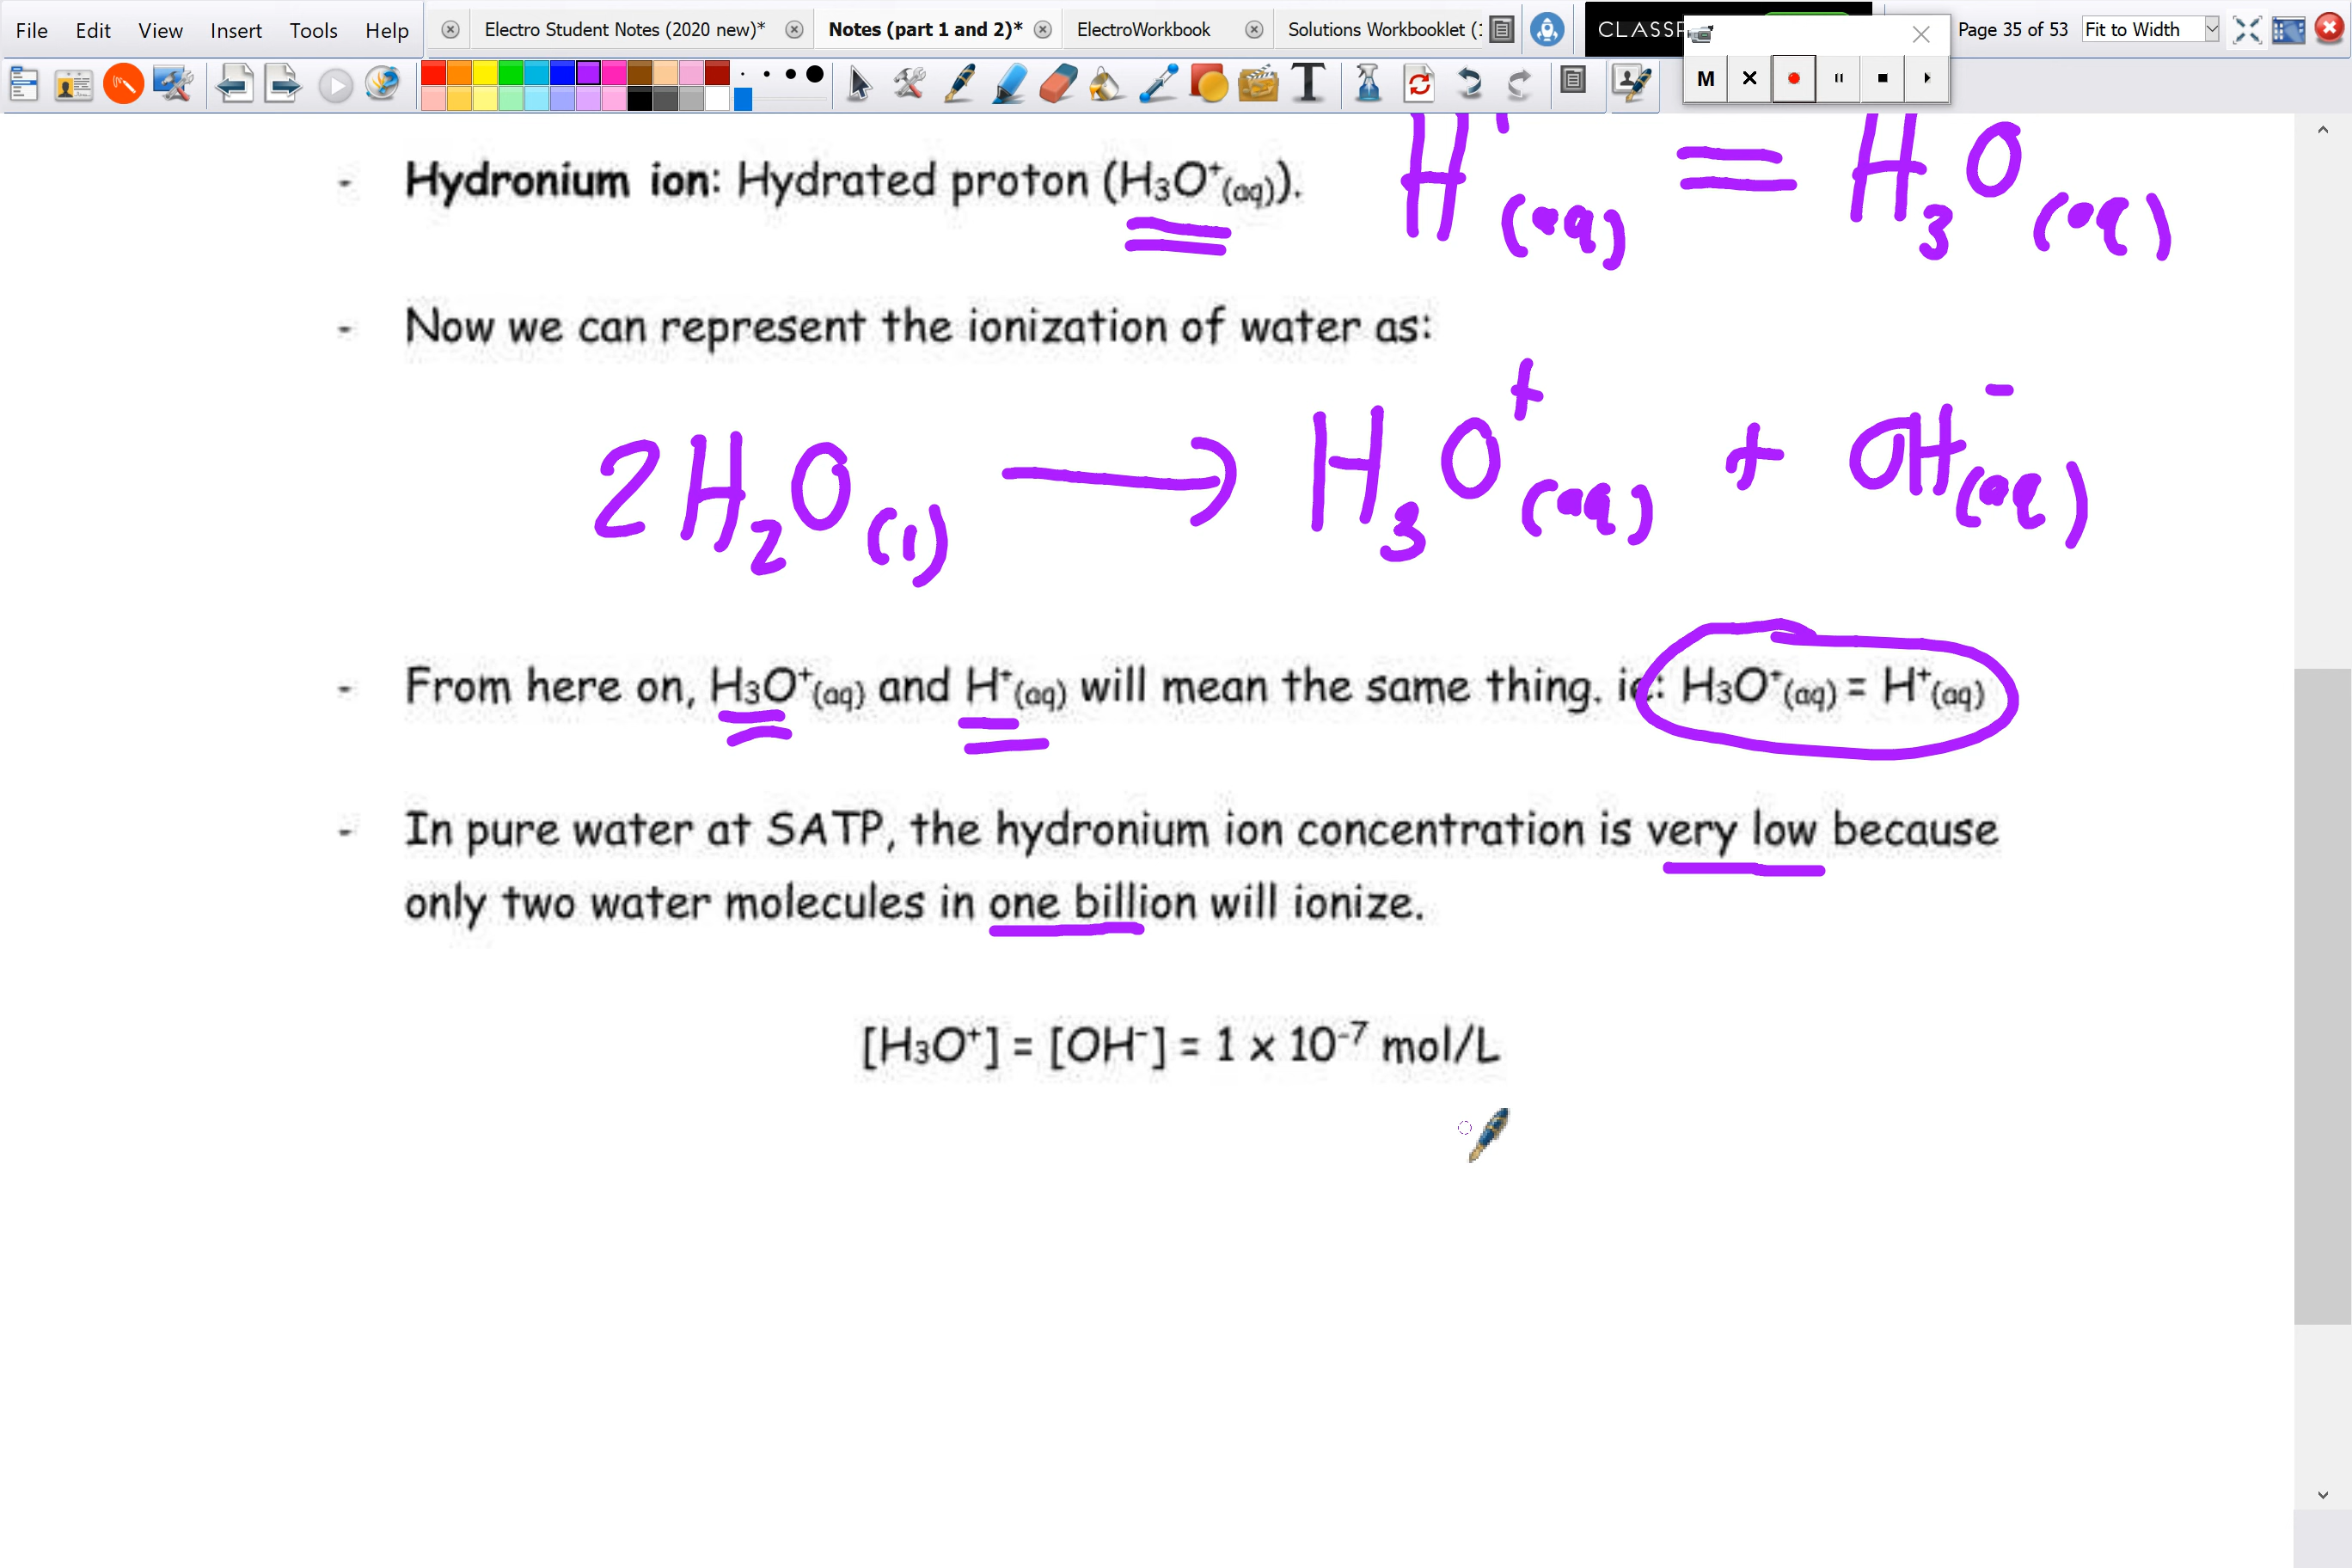 File Edit View Insert Tools Help Electro Student Notes (2020 new)* Notes (part 1 and 2)* ElectroWorkbook Solutions Workbooklet (1 Page 35 of 53 Fit to Width
M
T
- Hydronium ion: Hydrated proton (H₃O⁺(aq)). H⁺(aq) = H₃O(aq)
- Now we can represent the ionization of water as:
2H₂O(l) → H₃O⁺(aq) + OH⁻(aq)
- From here on, H₃O⁺(aq) and H⁺(aq) will mean the same thing. ie: H₃O⁺(aq) = H⁺(aq)
- In pure water at SATP, the hydronium ion concentration is very low because
only two water molecules in one billion will ionize.
[H₃O⁺] = [OH⁻] = 1 x 10⁻⁷ mol/L